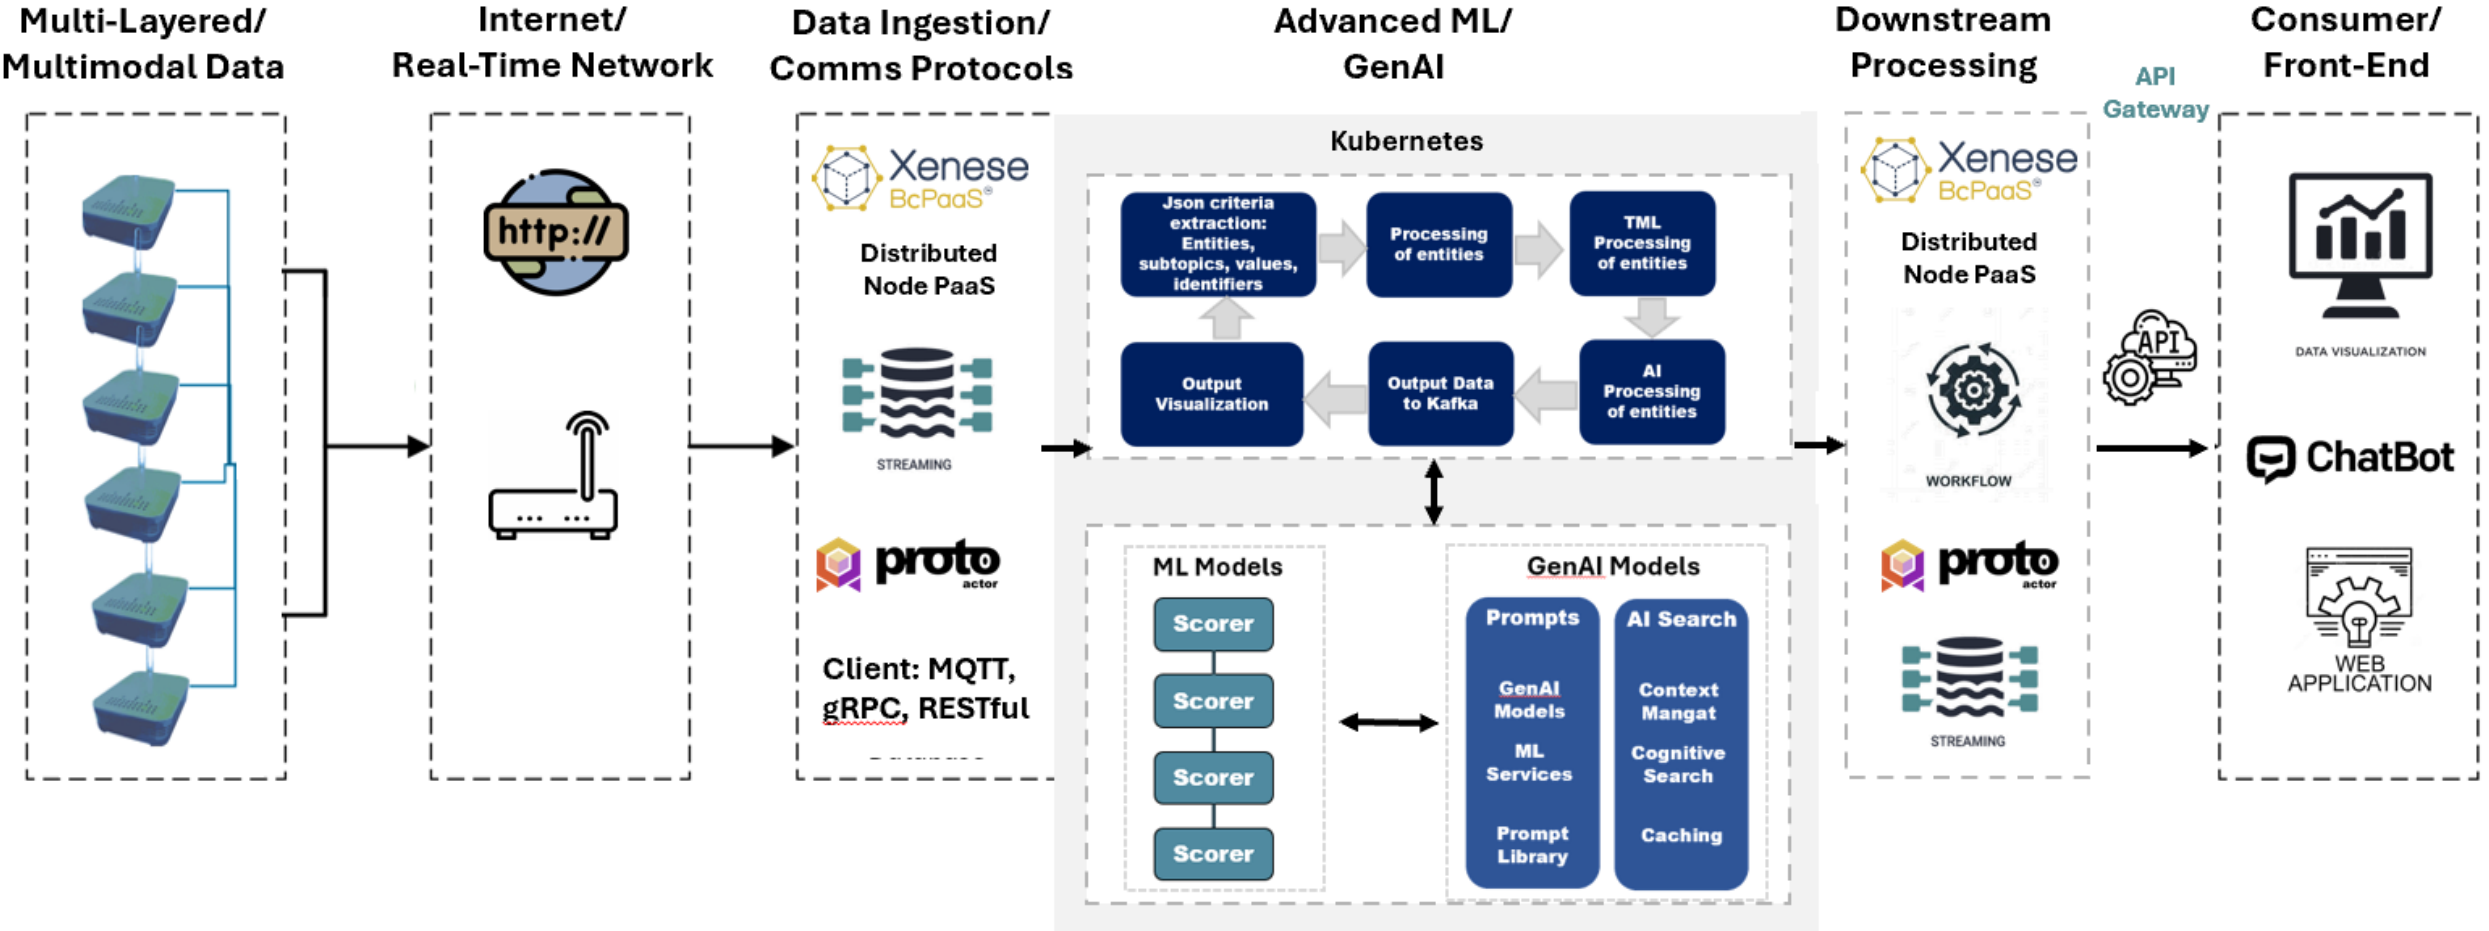 Multi-Layered/
Multimodal Data
Internet/
Real-Time Network
http://
Data Ingestion/
Comms Protocols
Xenese
BcPaaS®
Distributed
Node PaaS
STREAMING
proto
actor
Client: MQTT,
gRPC, RESTful
Advanced ML/
GenAI
Kubernetes
Json criteria
extraction:
Entities,
subtopics, values,
identifiers
Processing
of entities
TML
Processing
of entities
AI
Processing
of entities
Output Data
to Kafka
Output
Visualization
ML Models
Scorer
Scorer
Scorer
Scorer
GenAI Models
Prompts
GenAI
Models
ML
Services
Prompt
Library
AI Search
Context
Mangat
Cognitive
Search
Caching
Downstream
Processing
Xenese
BcPaaS®
Distributed
Node PaaS
WORKFLOW
proto
actor
STREAMING
API
Gateway
API
Consumer/
Front-End
DATA VISUALIZATION
ChatBot
WEB
APPLICATION